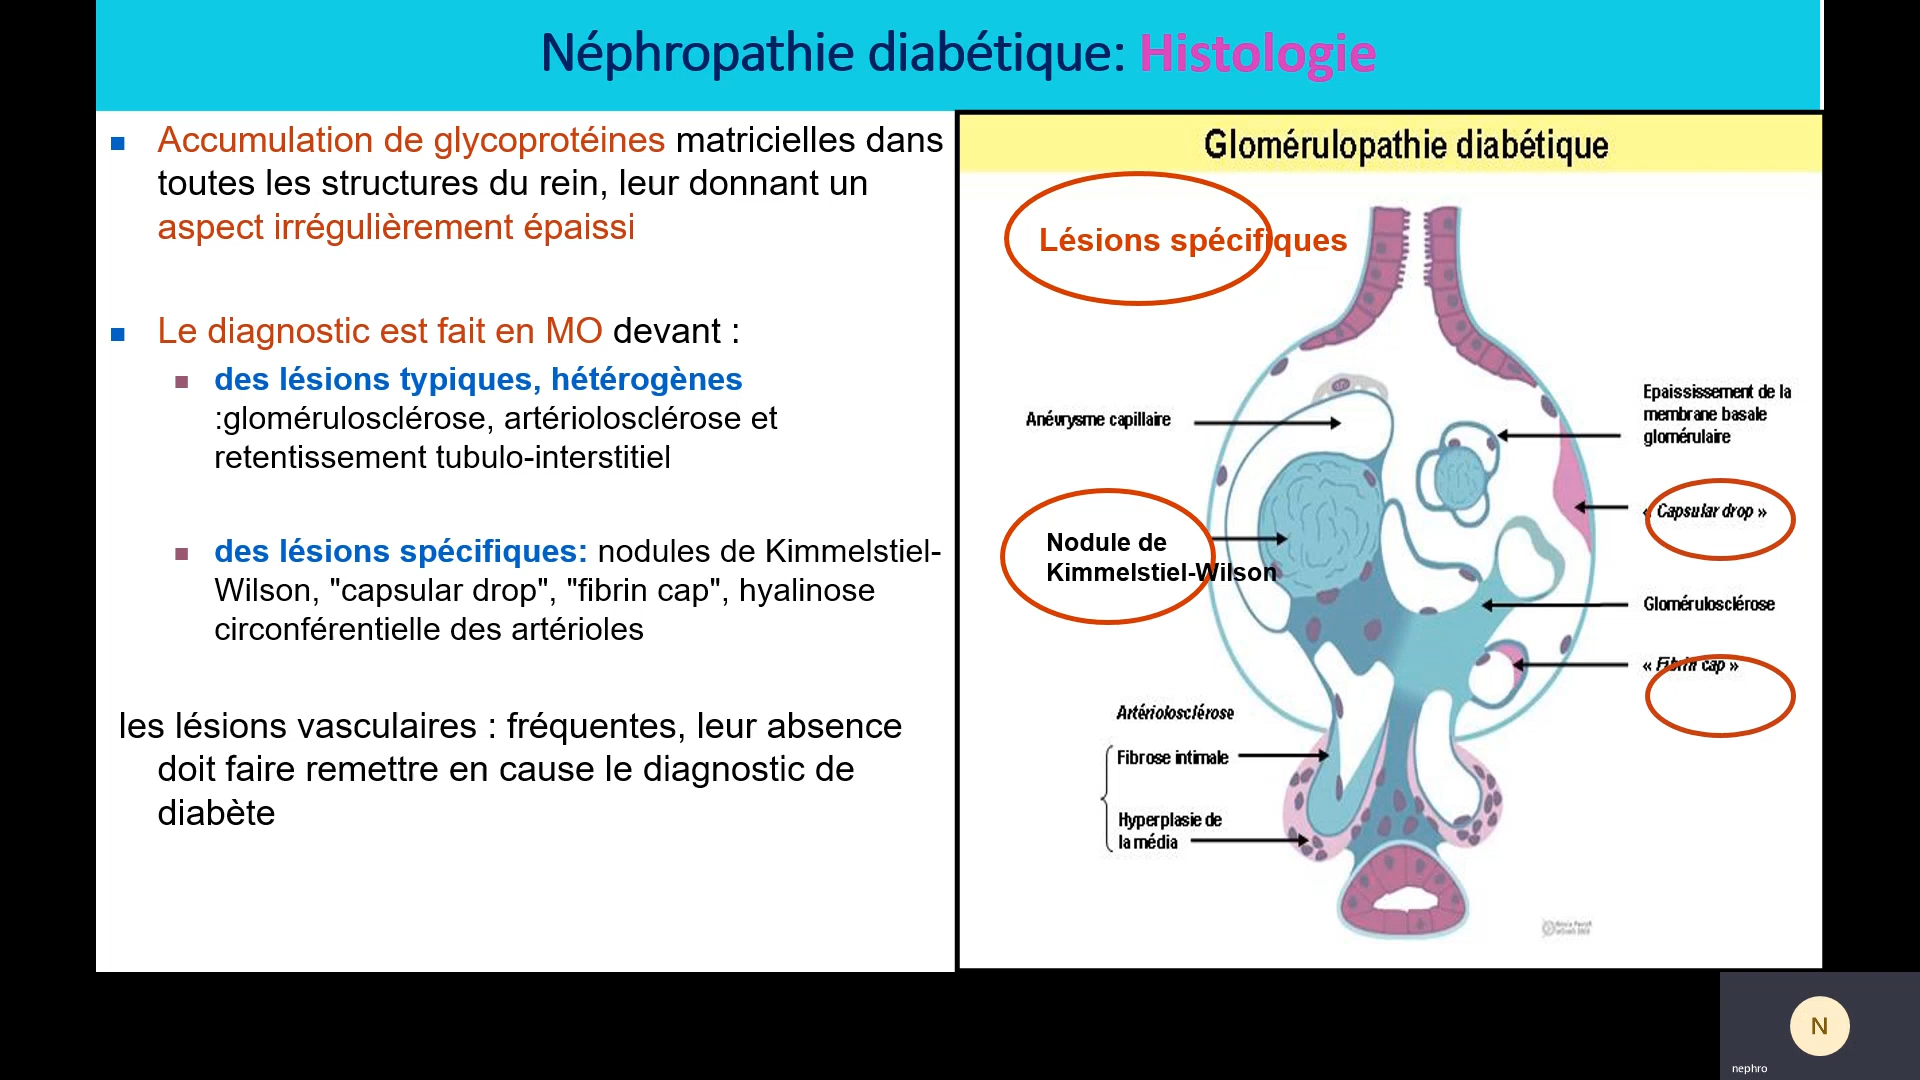 Néphropathie diabétique: Histologie
Accumulation de glycoprotéines matricielles dans
toutes les structures du rein, leur donnant un
aspect irrégulièrement épaissi
Le diagnostic est fait en MO devant :
des lésions typiques, hétérogènes
:glomérulosclérose, artériolosclérose et
retentissement tubulo-interstitiel
des lésions spécifiques: nodules de Kimmelstiel-
Wilson, "capsular drop", "fibrin cap", hyalinose
circonférentielle des artérioles
les lésions vasculaires : fréquentes, leur absence
doit faire remettre en cause le diagnostic de
diabète
Glomérulopathie diabétique
Lésions spécifiques
Anévrysme capillaire
Nodule de
Kimmelstiel-Wilson
Artériolosclérose
Fibrose intimale
Hyperplasie de
la média
Epaississement de la
membrane basale
glomérulaire
« Capsular drop »
Glomérulosclérose
« Fibrin cap »
N
nephro